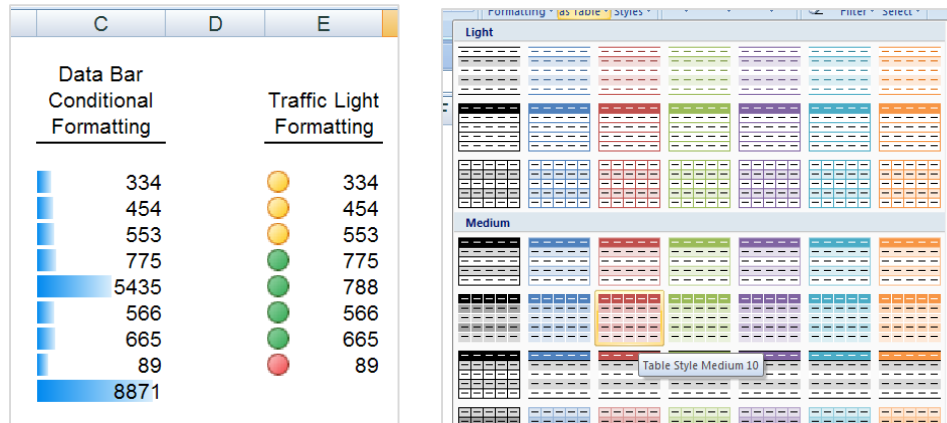 C D E
Data Bar
Conditional
Formatting
Traffic Light
Formatting
334 334
454 454
553 553
775 775
5435 788
566 566
665 665
89 89
8871
Formatting as Table Styles Filter Select
Light
Medium
Table Style Medium 10